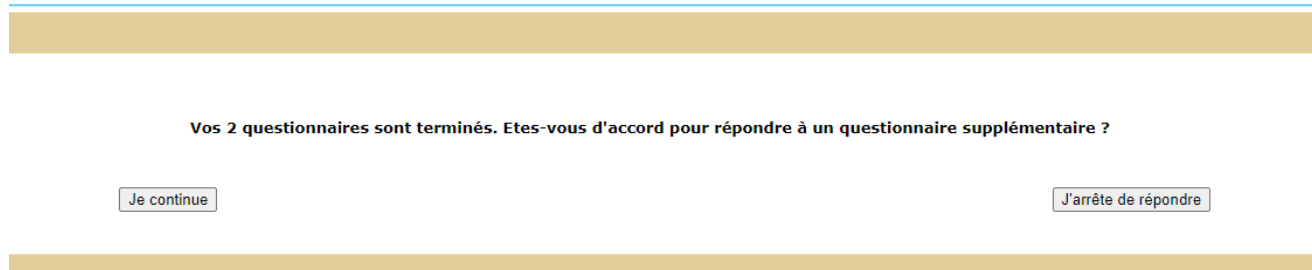 Vos 2 questionnaires sont terminés. Etes-vous d'accord pour répondre à un questionnaire supplémentaire ?
Je continue
J'arrête de répondre